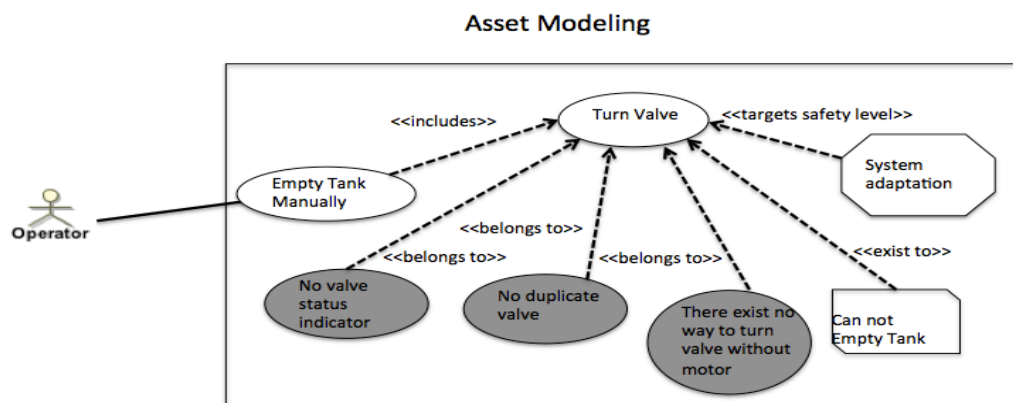 Asset Modeling
<<includes>>
Turn Valve
<<targets safety level>>
System
adaptation
Empty Tank
Manually
Operator
<<belongs to>>
<<belongs to>>
<<belongs to>>
<<exist to>>
No valve
status
indicator
No duplicate
valve
There exist no
way to turn
valve without
motor
Can not
Empty Tank